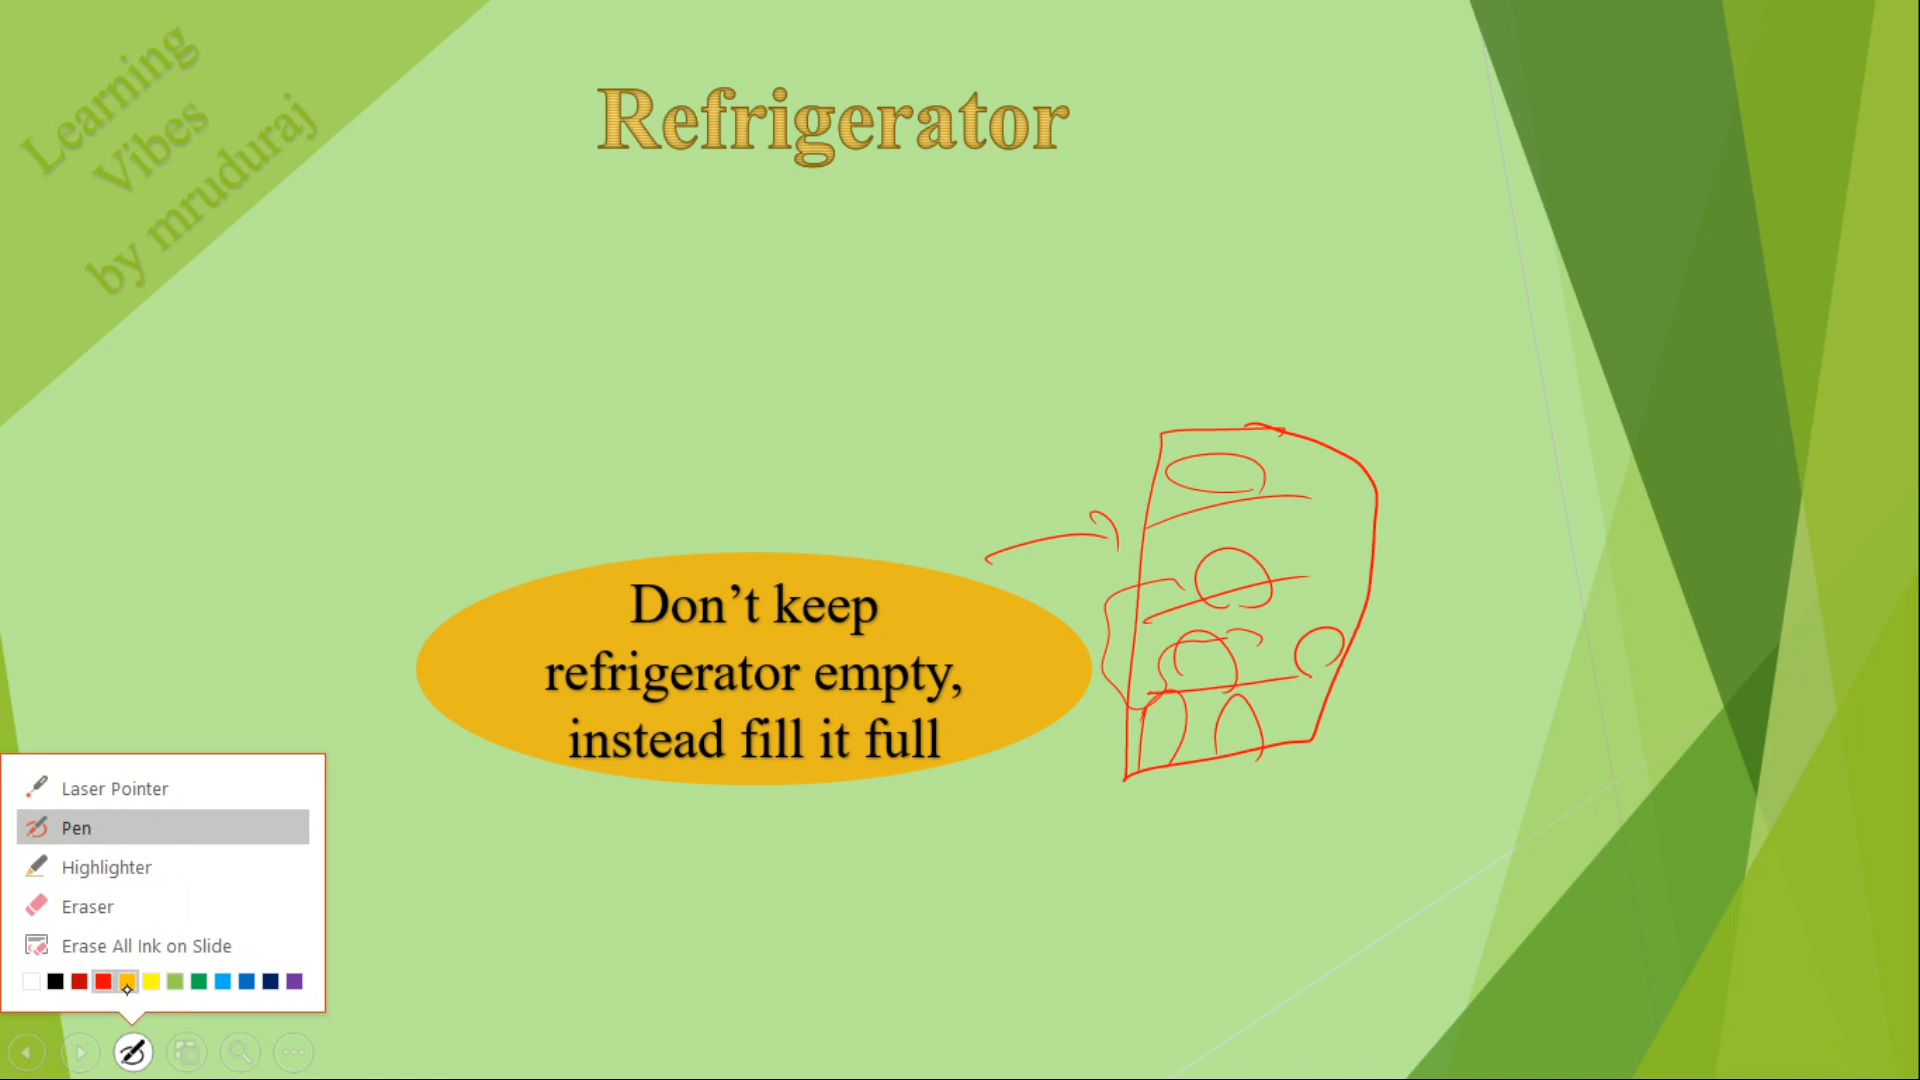 Learning
Vibes
by mruduraj
Refrigerator
Don’t keep
refrigerator empty,
instead fill it full
Laser Pointer
Pen
Highlighter
Eraser
Erase All Ink on Slide